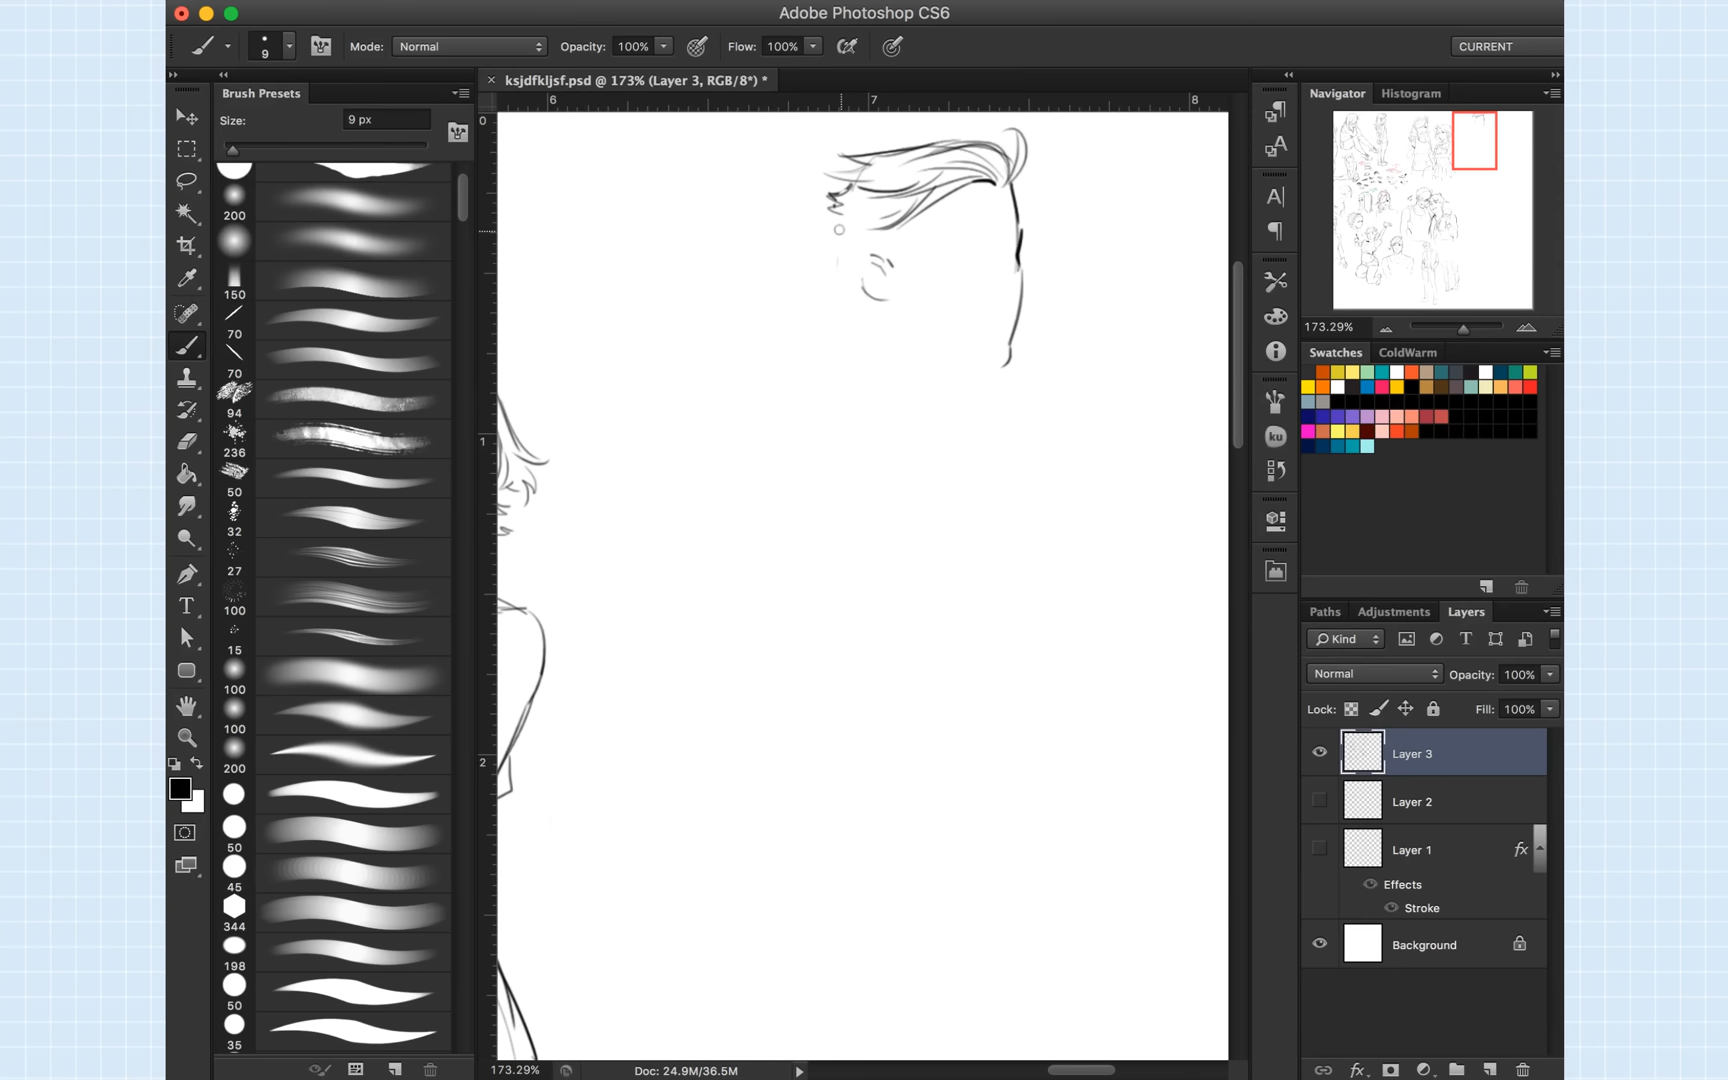 Adobe Photoshop CS6
9
Mode: Normal
Opacity: 100%
Flow: 100%
CURRENT
ksjdfkljsf.psd @ 173% (Layer 3, RGB/8*) *
Brush Presets
Size: 9 px
200
150
70
70
94
236
50
32
27
100
15
100
100
200
50
45
344
198
50
35
6
7
8
0
1
2
173.29%
Doc: 24.9M/36.5M
ku
Navigator
Histogram
173.29%
Swatches
ColdWarm
Paths
Adjustments
Layers
Kind
Normal
Opacity: 100%
Lock:
Fill: 100%
Layer 3
Layer 2
Layer 1
fx
Effects
Stroke
Background
fx